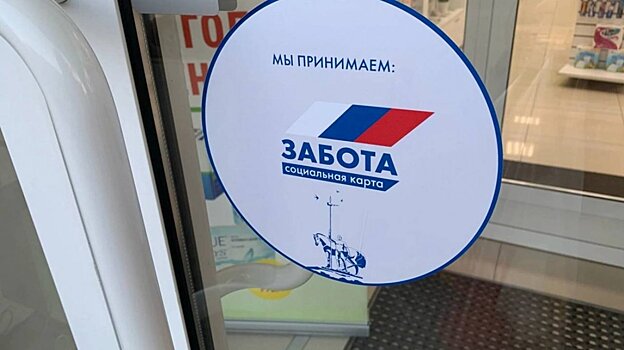 МЫ ПРИНИМАЕМ:
ЗАБОТА
социальная карта